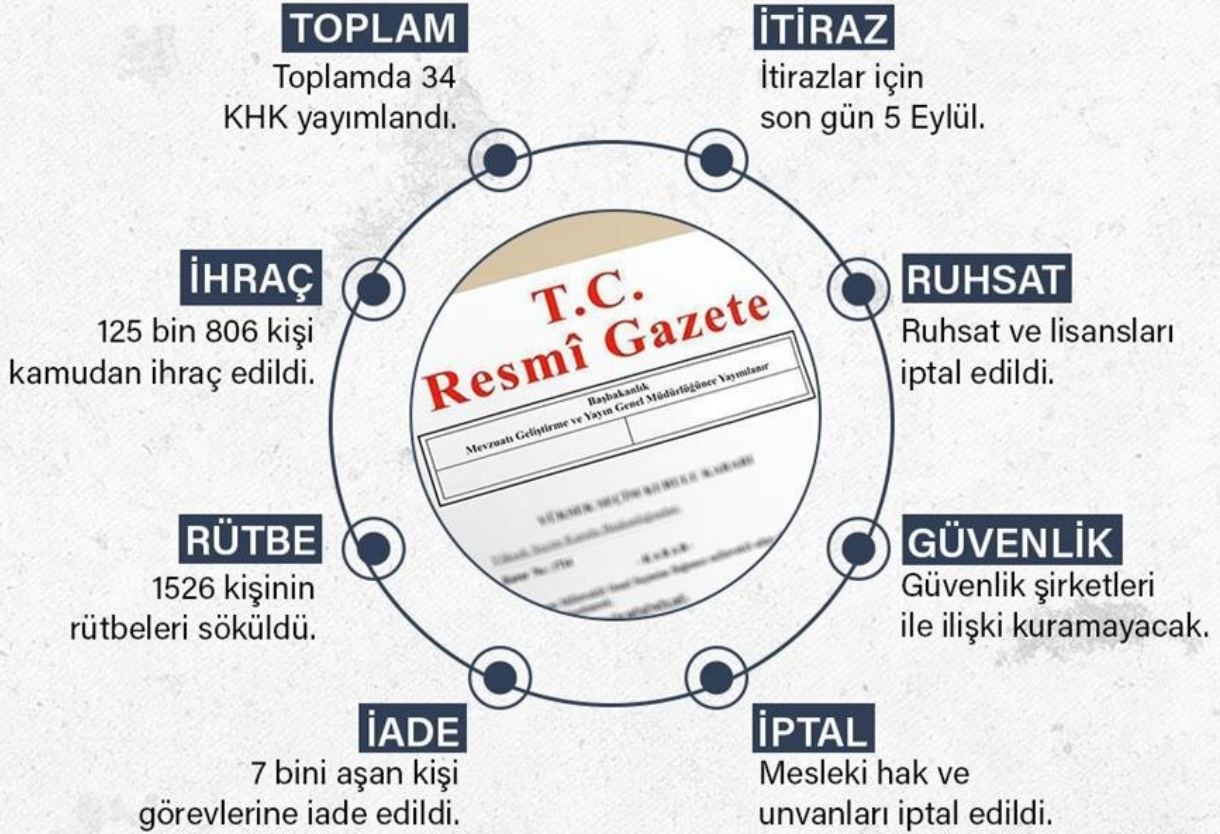 TOPLAM
Toplamda 34
KHK yayımlandı.
İTİRAZ
İtirazlar için
son gün 5 Eylül.
İHRAÇ
125 bin 806 kişi
kamudan ihraç edildi.
RUHSAT
Ruhsat ve lisansları
iptal edildi.
T.C.
Resmî Gazete
Başbakanlık
Mevzuatı Geliştirme ve Yayın Genel Müdürlüğünce Yayımlanır
RÜTBE
1526 kişinin
rütbeleri söküldü.
GÜVENLİK
Güvenlik şirketleri
ile ilişki kuramayacak.
İADE
7 bini aşan kişi
görevlerine iade edildi.
İPTAL
Mesleki hak ve
unvanları iptal edildi.